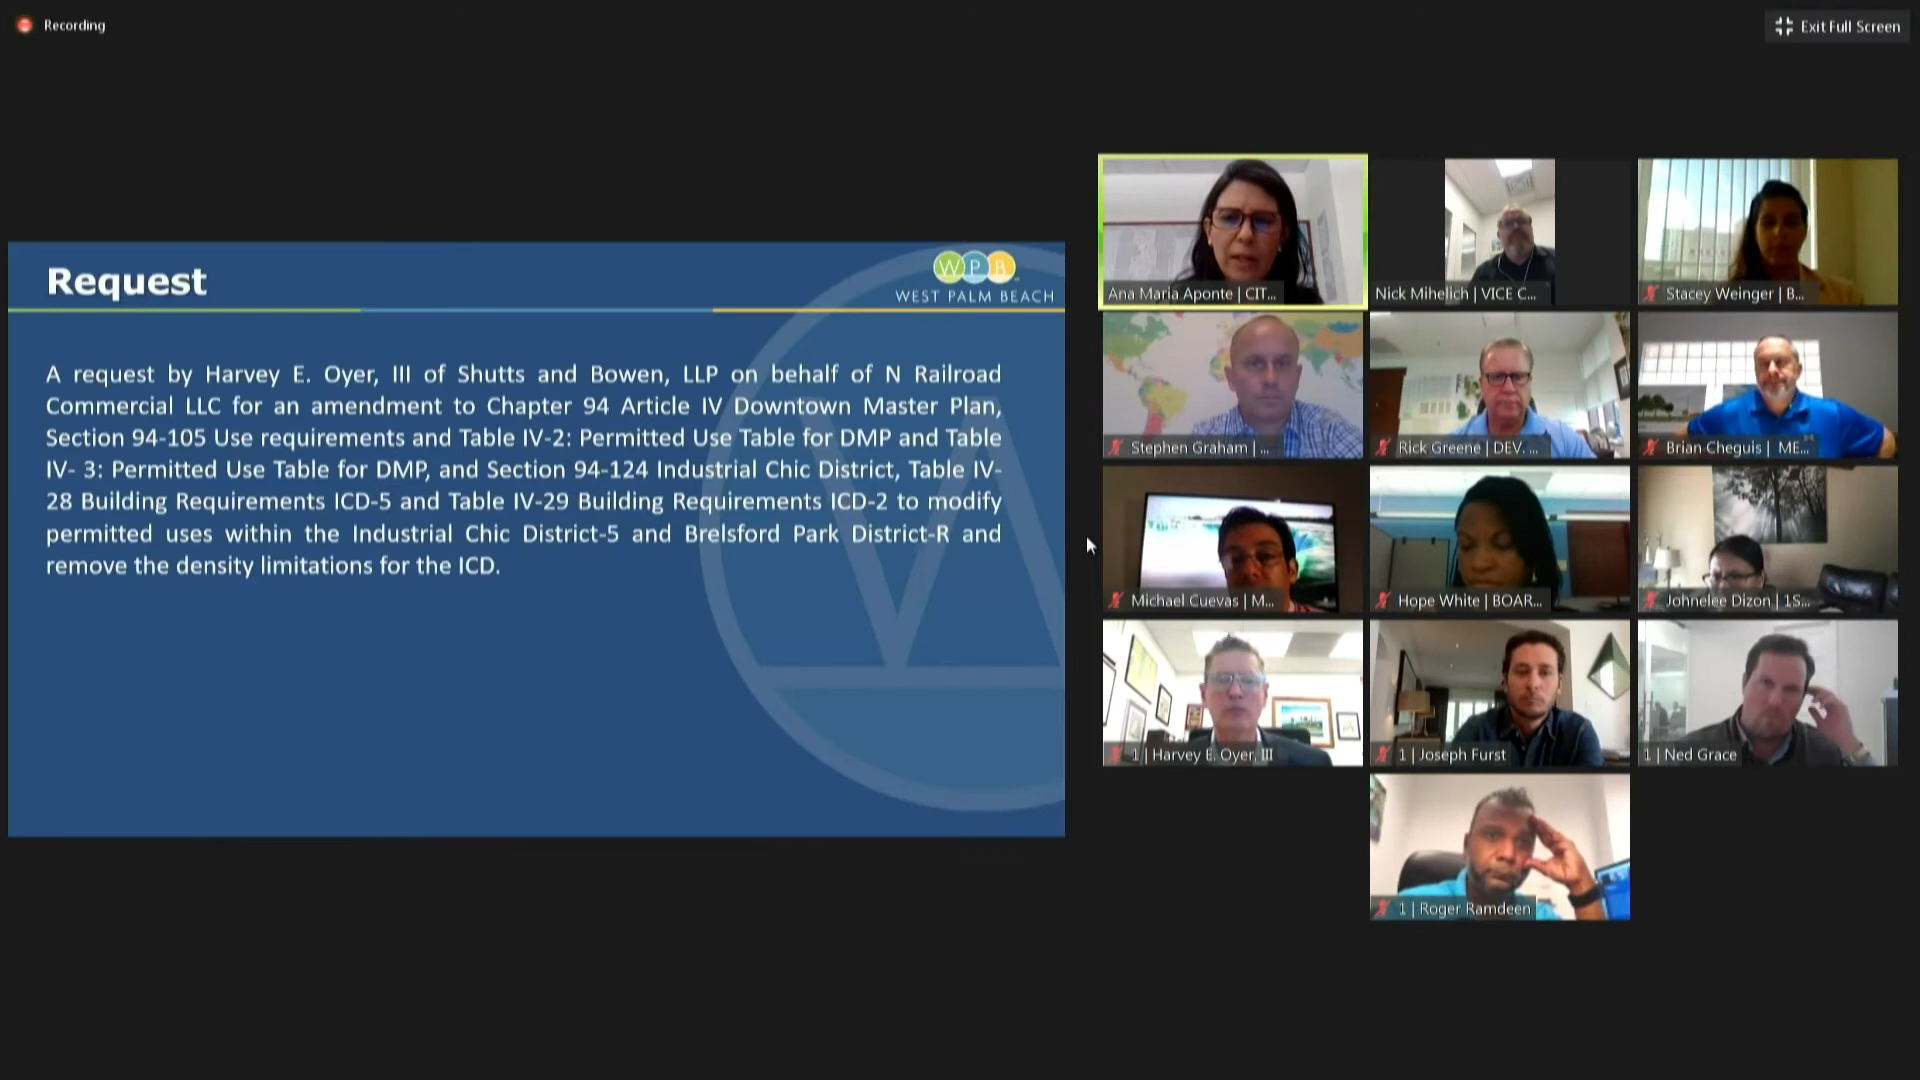 Recording
Exit Full Screen
Request
WPB
WEST PALM BEACH
A request by Harvey E. Oyer, III of Shutts and Bowen, LLP on behalf of N Railroad
Commercial LLC for an amendment to Chapter 94 Article IV Downtown Master Plan,
Section 94-105 Use requirements and Table IV-2: Permitted Use Table for DMP and Table
IV- 3: Permitted Use Table for DMP, and Section 94-124 Industrial Chic District, Table IV-
28 Building Requirements ICD-5 and Table IV-29 Building Requirements ICD-2 to modify
permitted uses within the Industrial Chic District-5 and Brelsford Park District-R and
remove the density limitations for the ICD.
Ana Maria Aponte | CIT...
Nick Mihelich | VICE C...
Stacey Weinger | B...
Stephen Graham | ...
Rick Greene | DEV. ...
Brian Cheguis | ME...
Michael Cuevas | M...
Hope White | BOAR...
Johnelee Dizon | 1S...
1 | Harvey E. Oyer, III
1 | Joseph Furst
1 | Ned Grace
1 | Roger Ramdeen